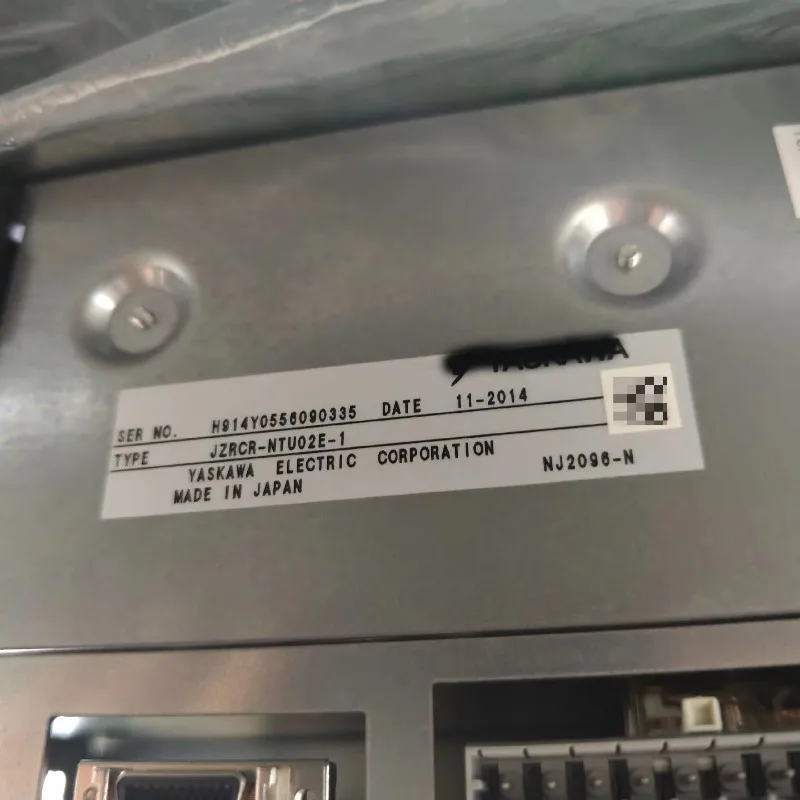 YASKAWA
SER NO. H914Y0556090335 DATE 11-2014
TYPE JZRCR-NTU02E-1
YASKAWA ELECTRIC CORPORATION
MADE IN JAPAN NJ2096-N